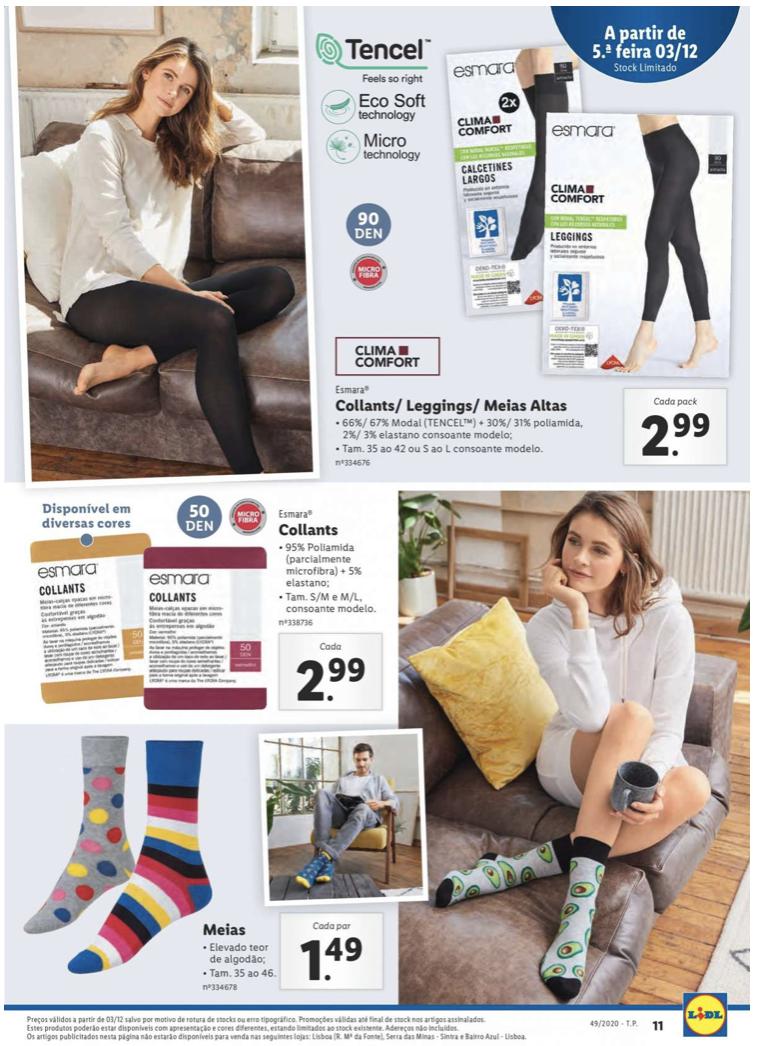 A partir de
5.ª feira 03/12
Stock Limitado
Tencel™
Feels so right
Eco Soft
technology
Micro
technology
90
DEN
MICRO
FIBRA
esmara
2x
CLIMA
COMFORT
CALCETINES
LARGOS
OEKO-TEX®
esmara®
CLIMA
COMFORT
LEGGINGS
OEKO-TEX®
CLIMA
COMFORT
Esmara®
Collants/ Leggings/ Meias Altas
• 66%/ 67% Modal (TENCEL™) + 30%/ 31% poliamida,
2%/ 3% elastano consoante modelo;
• Tam. 35 ao 42 ou S ao L consoante modelo.
nº334676
Cada pack
2.99
Disponível em
diversas cores
50
DEN
MICRO
FIBRA
esmara
COLLANTS
50
DEN
esmara®
COLLANTS
50
DEN
vermelho
Esmara®
Collants
• 95% Poliamida
(parcialmente
microfibra) + 5%
elastano;
• Tam. S/M e M/L,
consoante modelo.
nº338736
Cada
2.99
Meias
• Elevado teor
de algodão;
• Tam. 35 ao 46.
nº334678
Cada par
1.49
Preços válidos a partir de 03/12 salvo por motivo de rotura de stocks ou erro tipográfico. Promoções válidas até final de stock nos artigos assinalados.
Estes produtos poderão estar disponíveis com apresentação e cores diferentes, estando limitados ao stock existente. Adereços não incluídos.
Os artigos publicitados nesta página não estarão disponíveis para venda nas seguintes lojas: Lisboa (R. Mª da Fonte), Serra das Minas - Sintra e Bairro Azul - Lisboa.
49/2020 - T.P.
11
LIDL